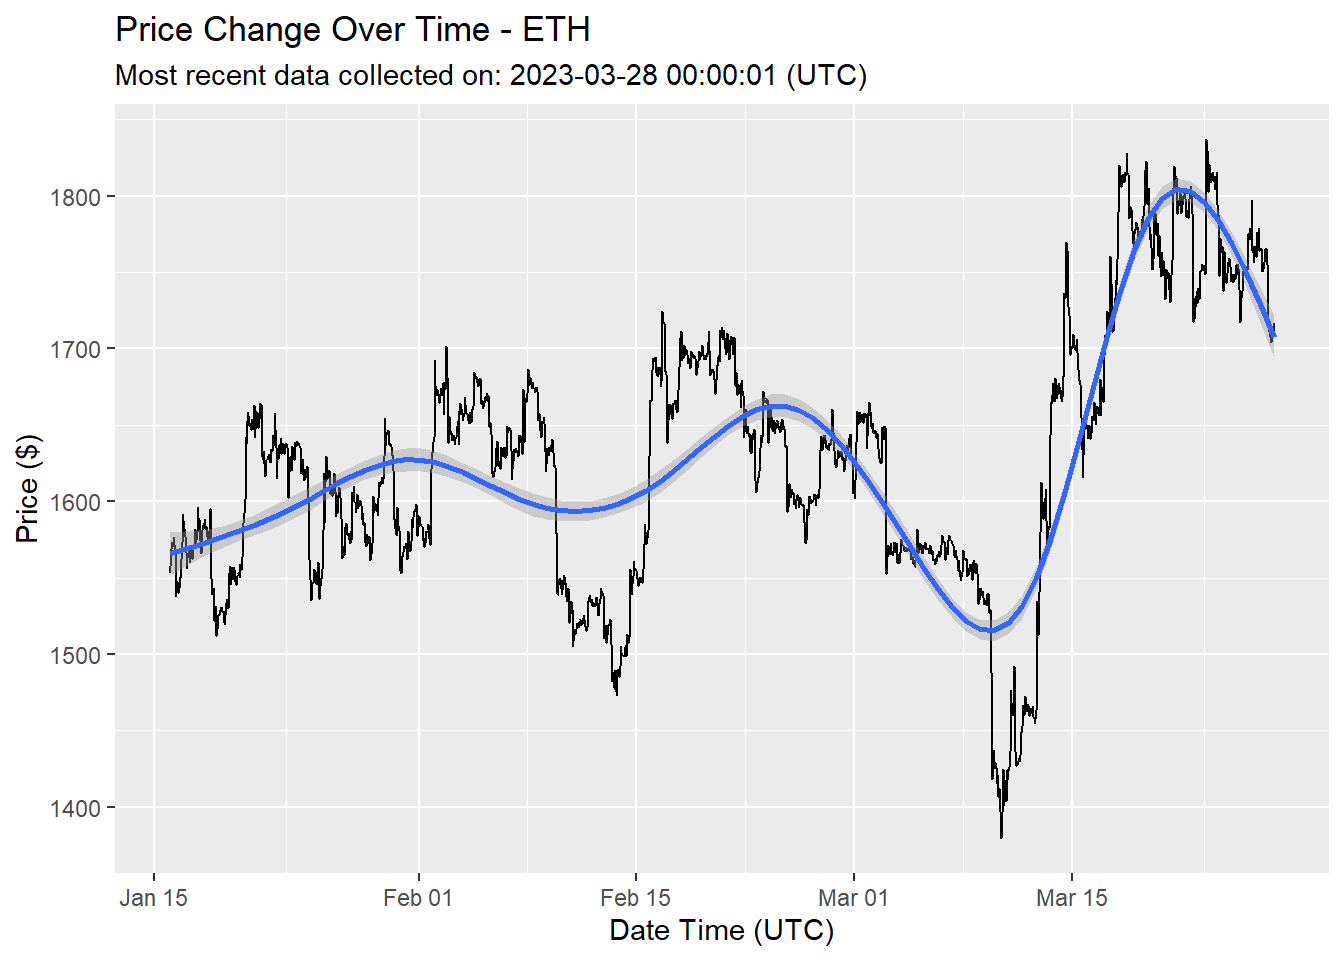 Price Change Over Time - ETH
Most recent data collected on: 2023-03-28 00:00:01 (UTC)
Price ($)
1800
1700
1600
1500
1400
Jan 15
Feb 01
Feb 15
Mar 01
Mar 15
Date Time (UTC)